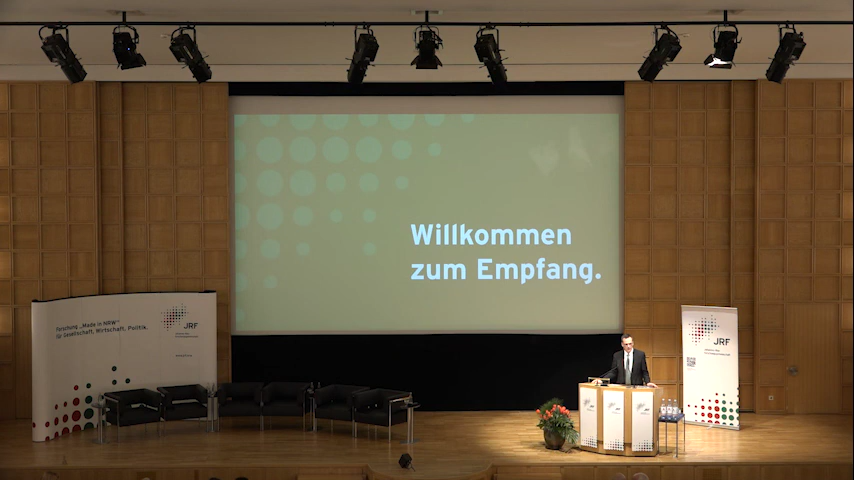 Willkommen
zum Empfang.
Forschung „Made in NRW“
für Gesellschaft, Wirtschaft, Politik.
JRF
JRF